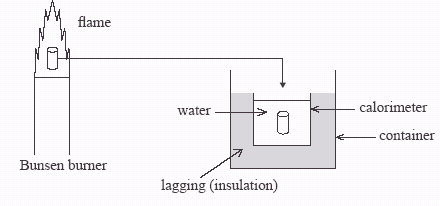 flame
water
calorimeter
container
Bunsen burner
lagging (insulation)